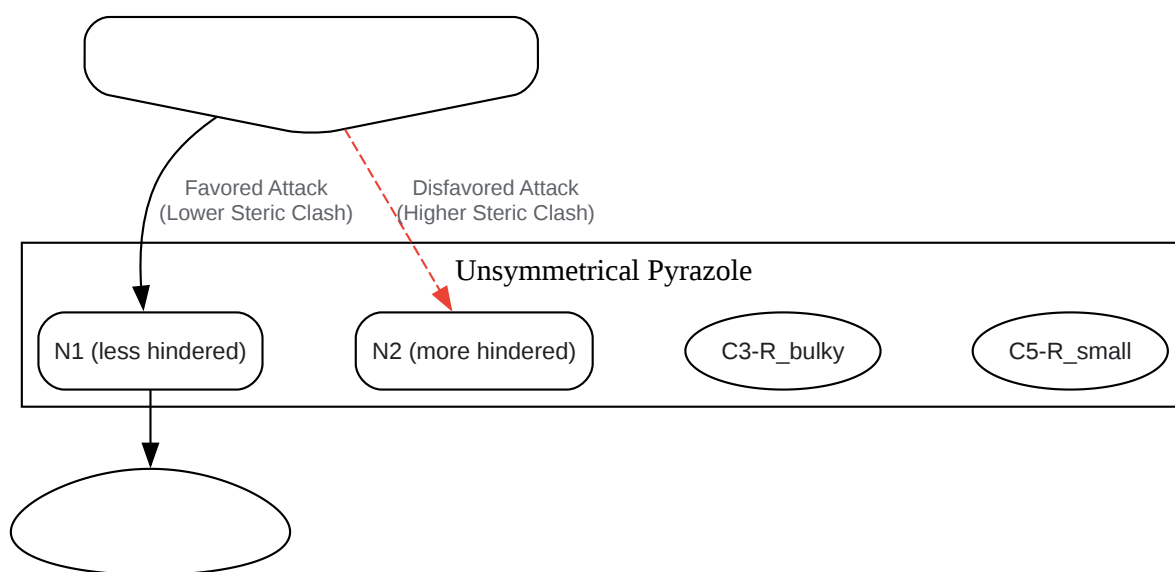 Favored Attack
(Lower Steric Clash)
Disfavored Attack
(Higher Steric Clash)
Unsymmetrical Pyrazole
N1 (less hindered)
N2 (more hindered)
C3-R_bulky
C5-R_small